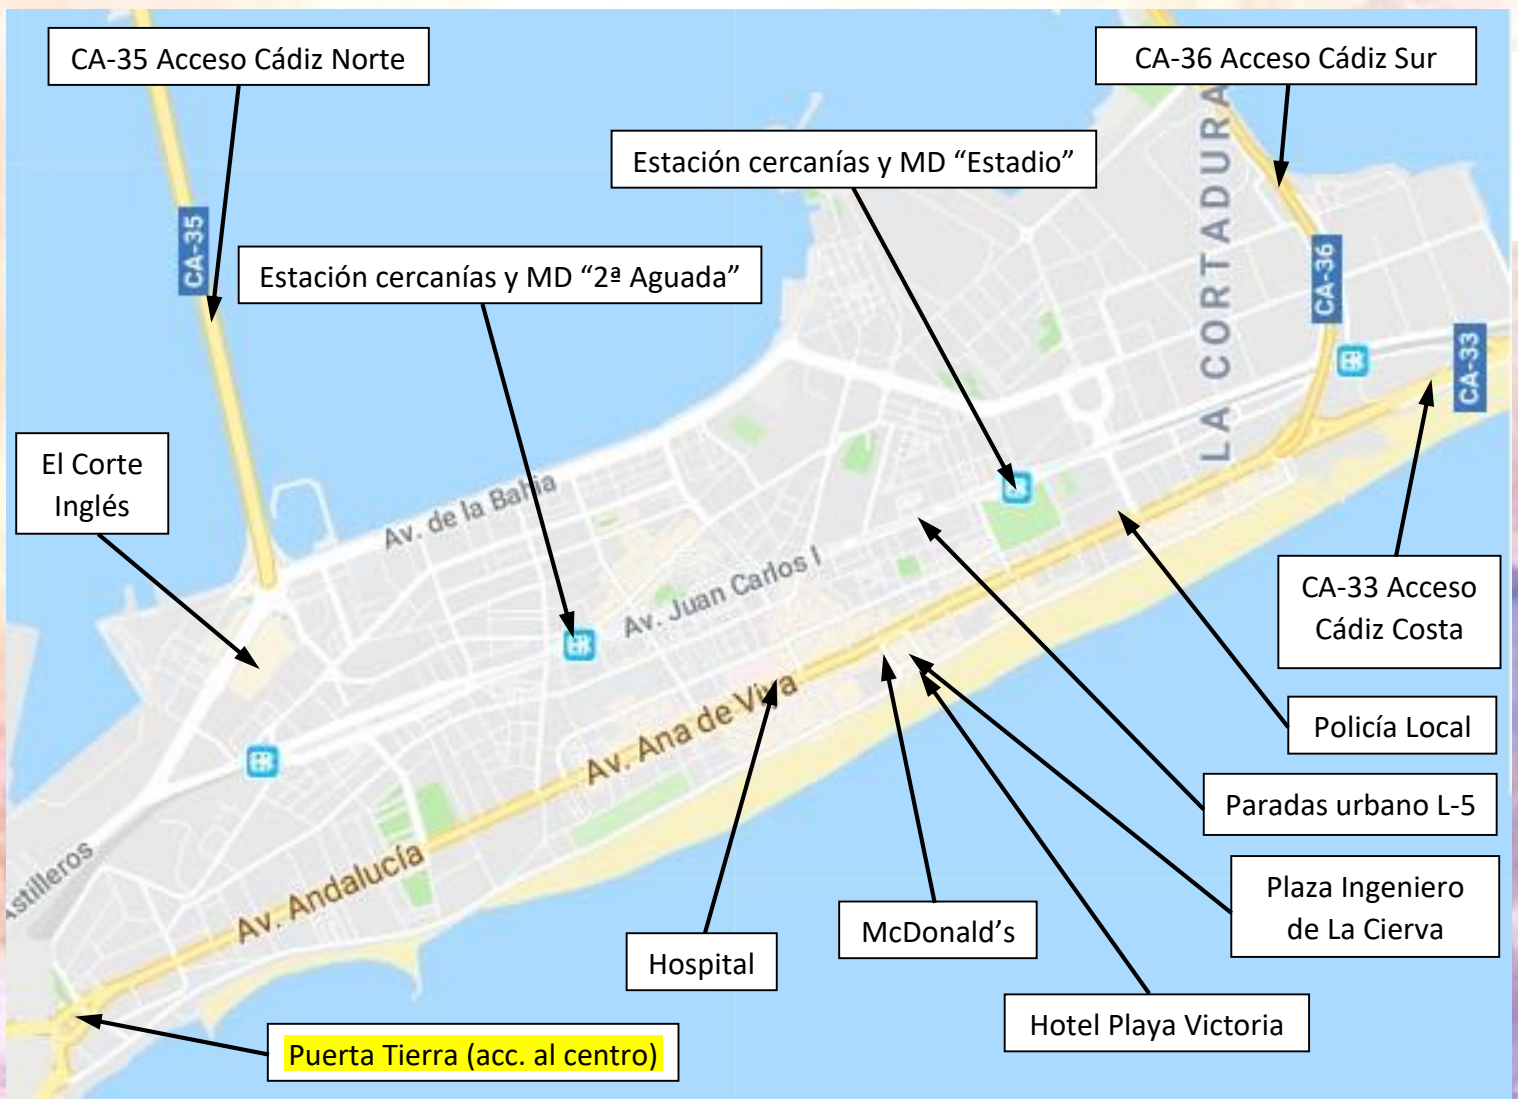 CA-35 Acceso Cádiz Norte
CA-36 Acceso Cádiz Sur
Estación cercanías y MD “Estadio”
LA CORTADURA
CA-35
CA-36
Estación cercanías y MD “2ª Aguada”
CA-33
El Corte
Inglés
Av. de la Bahía
Av. Juan Carlos I
CA-33 Acceso
Cádiz Costa
Av. Ana de Viya
Policía Local
Paradas urbano L-5
Astilleros
Av. Andalucía
Plaza Ingeniero
de La Cierva
McDonald’s
Hospital
Hotel Playa Victoria
Puerta Tierra (acc. al centro)